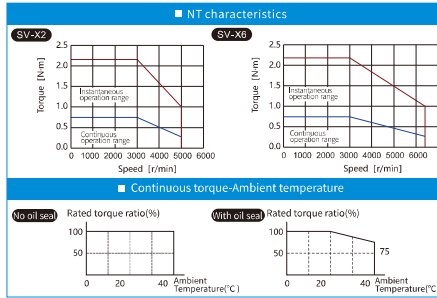 ■ NT characteristics
SV-X2
SV-X6
Torque [N·m]
2.5
2.0
1.5
1.0
0.5
0.0
Instantaneous
operation range
Continuous
operation range
0 1000 2000 3000 4000 5000 6000
Speed [r/min]
Torque [N·m]
2.5
2.0
1.5
1.0
0.5
0.0
Instantaneous
operation range
Continuous
operation range
0 1000 2000 3000 4000 5000 6000
Speed [r/min]
■ Continuous torque-Ambient temperature
No oil seal
Rated torque ratio(%)
100
50
0 20 40
Ambient
Temperature(℃)
With oil seal
Rated torque ratio(%)
100
50
75
0 20 40
Ambient
Temperature(℃